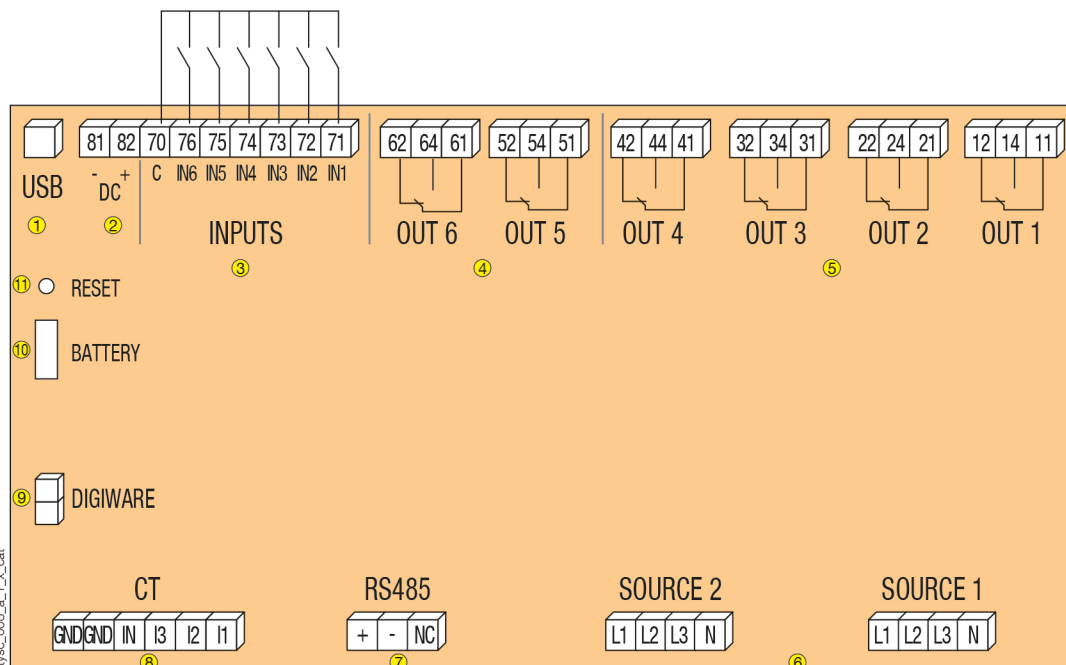 81 82 70 76 75 74 73 72 71
62 64 61
52 54 51
42 44 41
32 34 31
22 24 21
12 14 11
USB
- DC +
C IN6 IN5 IN4 IN3 IN2 IN1
1
2
INPUTS
OUT 6
OUT 5
OUT 4
OUT 3
OUT 2
OUT 1
3
4
5
11 RESET
10 BATTERY
9 DIGIWARE
CT
RS485
SOURCE 2
SOURCE 1
GND GND IN I3 I2 I1
+ - NC
L1 L2 L3 N
L1 L2 L3 N
8
7
6